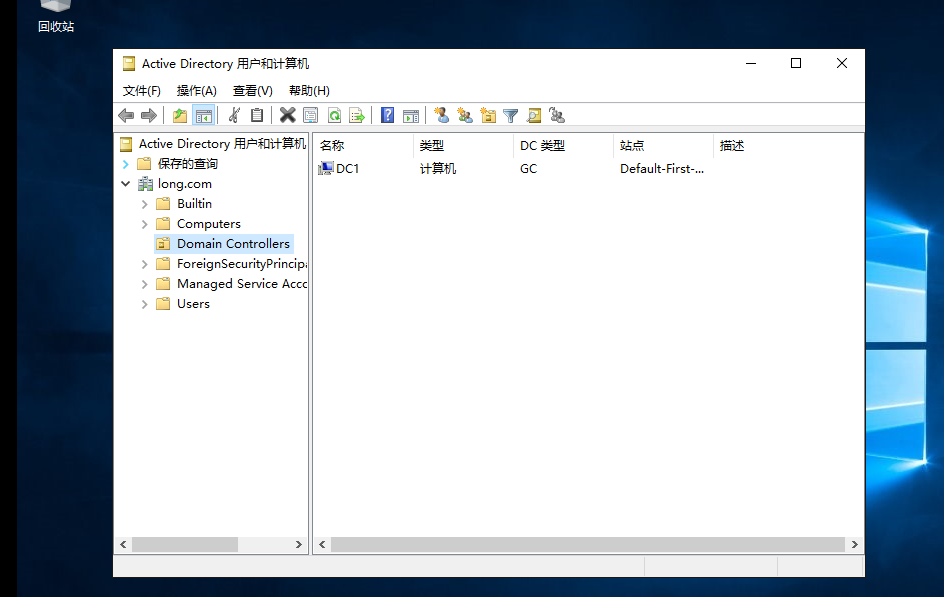 回收站
Active Directory 用户和计算机
文件(F) 操作(A) 查看(V) 帮助(H)
Active Directory 用户和计算机
保存的查询
long.com
Builtin
Computers
Domain Controllers
ForeignSecurityPrincipa
Managed Service Acco
Users
名称 类型 DC 类型 站点 描述
DC1 计算机 GC Default-First-...